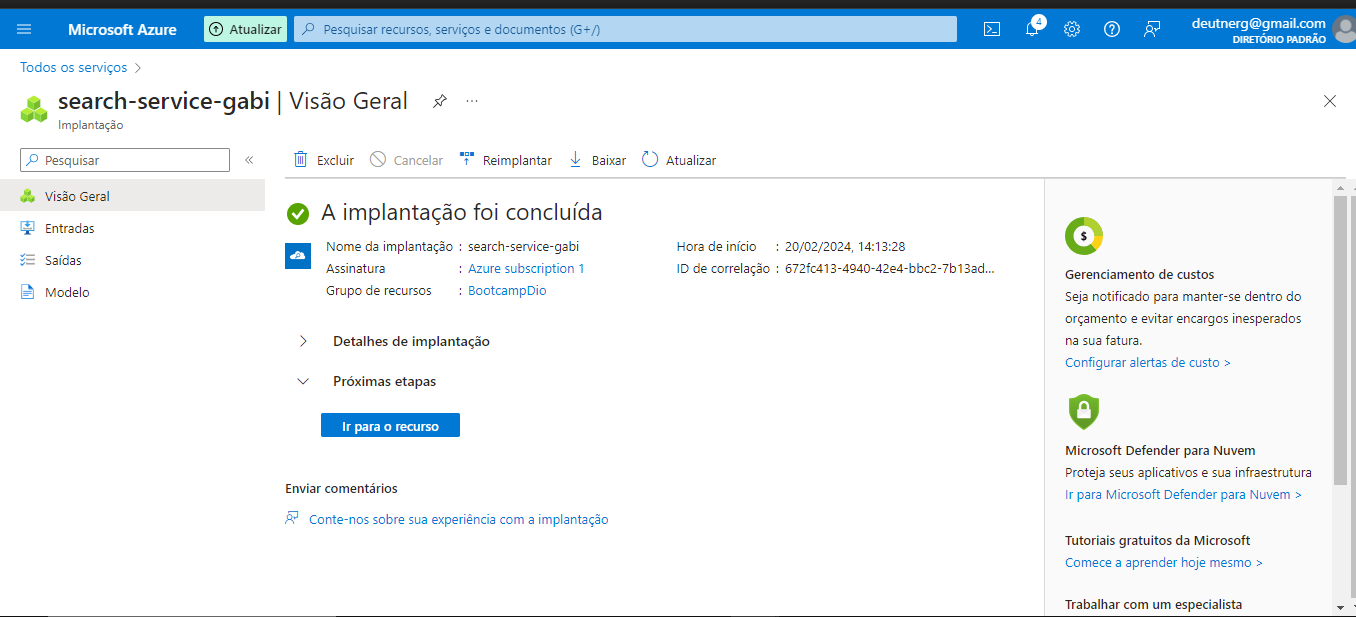 Microsoft Azure
Atualizar
Pesquisar recursos, serviços e documentos (G+/)
4
deutnerg@gmail.com
DIRETÓRIO PADRÃO
Todos os serviços
search-service-gabi | Visão Geral
Implantação
Pesquisar
Excluir
Cancelar
Reimplantar
Baixar
Atualizar
Visão Geral
Entradas
Saídas
Modelo
A implantação foi concluída
Nome da implantação : search-service-gabi
Assinatura : Azure subscription 1
Grupo de recursos : BootcampDio
Hora de início : 20/02/2024, 14:13:28
ID de correlação : 672fc413-4940-42e4-bbc2-7b13ad...
Detalhes de implantação
Próximas etapas
Ir para o recurso
Enviar comentários
Conte-nos sobre sua experiência com a implantação
$
Gerenciamento de custos
Seja notificado para manter-se dentro do
orçamento e evitar encargos inesperados
na sua fatura.
Configurar alertas de custo >
Microsoft Defender para Nuvem
Proteja seus aplicativos e sua infraestrutura
Ir para Microsoft Defender para Nuvem >
Tutoriais gratuitos da Microsoft
Comece a aprender hoje mesmo >
Trabalhar com um especialista